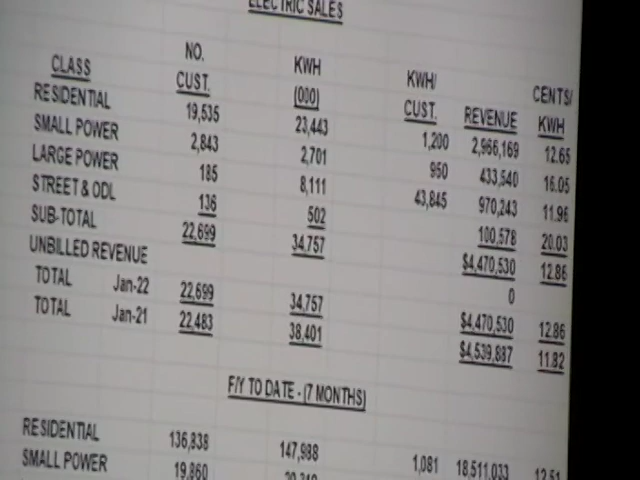 ELECTRIC SALES
CLASS NO. CUST. KWH (000) KWH/ CUST. REVENUE CENTS/ KWH
RESIDENTIAL 19,535 23,443 1,200 2,966,169 12.65
SMALL POWER 2,843 2,701 950 433,540 16.05
LARGE POWER 185 8,111 43,845 970,243 11.96
STREET & ODL 136 502 100,578 20.03
SUB-TOTAL 22,699 34,757 $4,470,530 12.86
UNBILLED REVENUE 0
TOTAL Jan-22 22,699 34,757 $4,470,530 12.86
TOTAL Jan-21 22,483 38,401 $4,539,887 11.82
F/Y TO DATE - (7 MONTHS)
RESIDENTIAL 136,838 147,988 1,081 18,511,033 12.51
SMALL POWER 19,860